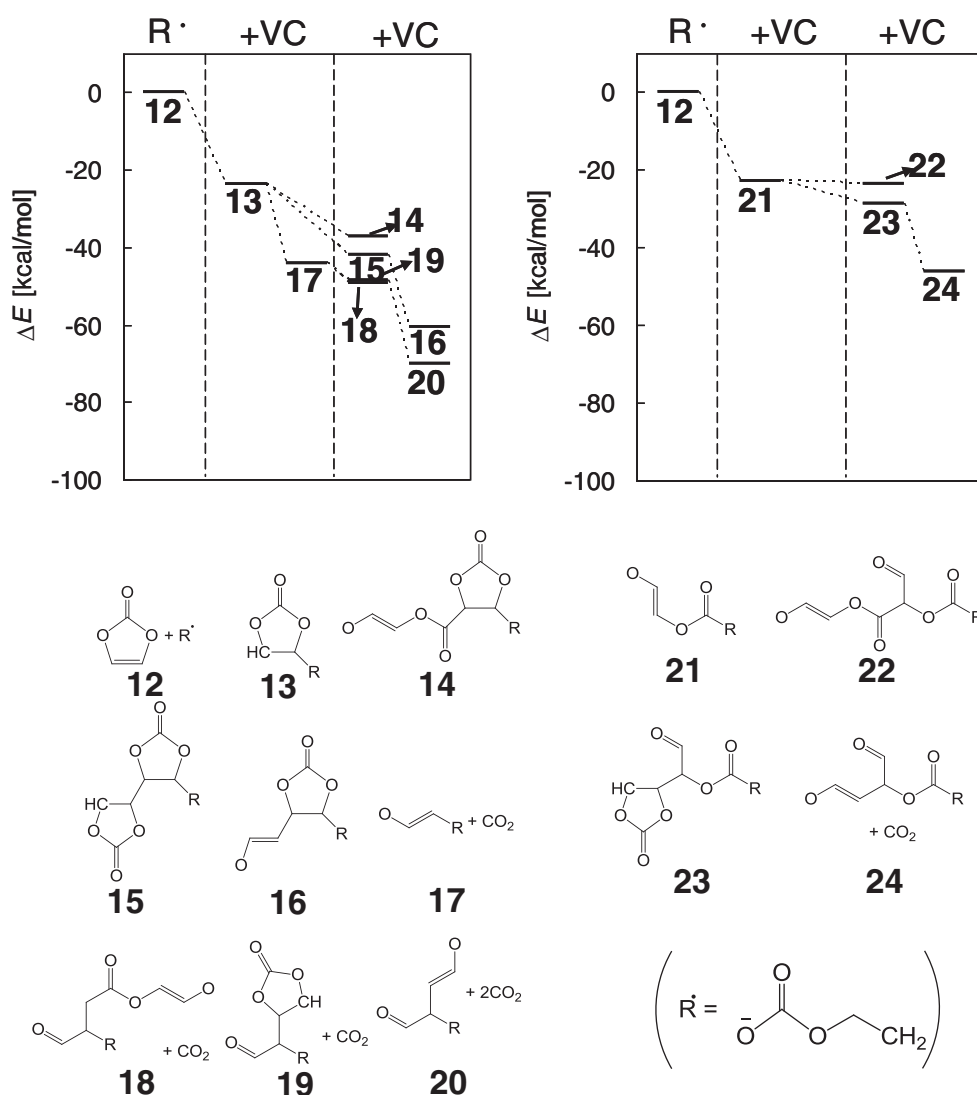 R· +VC +VC
0
-20
-40
-60
-80
-100
ΔE [kcal/mol]
12
13
14
17
15
19
18
16
20
R· +VC +VC
0
-20
-40
-60
-80
-100
ΔE [kcal/mol]
12
21
22
23
24
O
O O + R·
12
O
O O
HC
R
13
O
O O
O
O
R
O
14
O
O
O R
21
O
O
O
O O
R
O
22
O
O O
HC
R
O O
O
15
O
O O
R
O
16
O
R + CO2
17
O
O
HC
O R
O O
O
23
O
O
O
O R
+ CO2
24
O
O
O
O
R
+ CO2
18
O
O
O CH
O
R
+ CO2
19
O
O
R
+ 2CO2
20
O
R· = −O O CH2